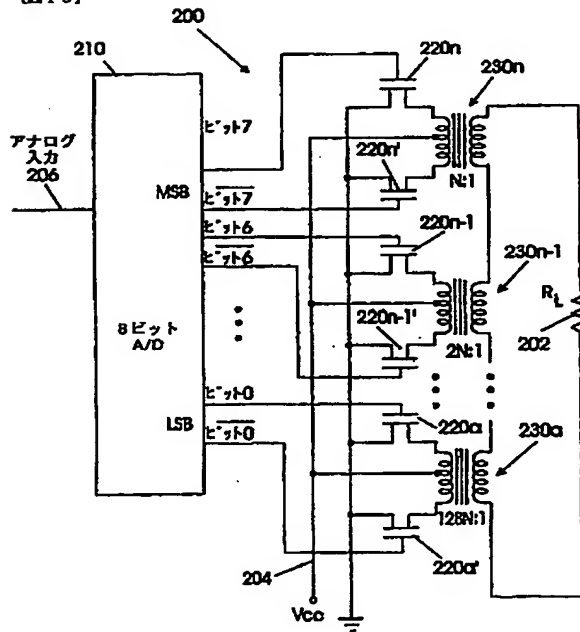 200
210
220n
230n
ビット7
アナログ
入力
206
220n'
N:1
MSB
ビット7
ビット6
220n-1
ビット6
230n-1
RL
8ビット
A/D
220n-1'
2N:1
202
ビット0
220a
230a
LSB
ビット0
128N:1
204
220a'
Vcc